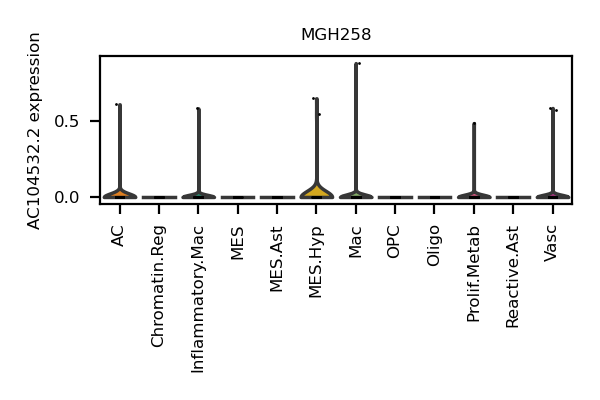 MGH258
AC104532.2 expression
0.5
0.0
AC
Chromatin.Reg
Inflammatory.Mac
MES
MES.Ast
MES.Hyp
Mac
OPC
Oligo
Prolif.Metab
Reactive.Ast
Vasc